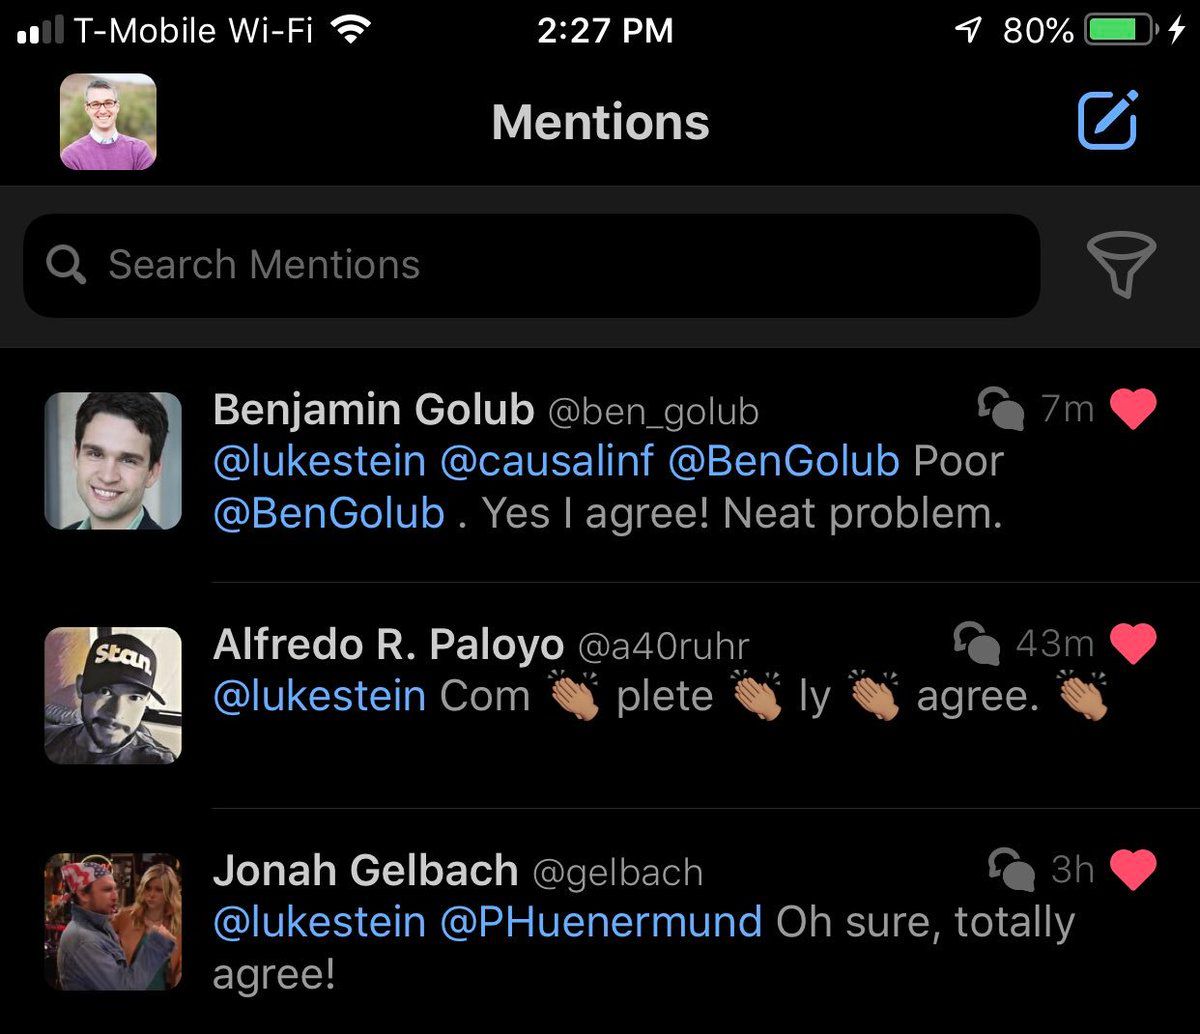 T-Mobile Wi-Fi 2:27 PM 80%
Mentions
Search Mentions
Benjamin Golub @ben_golub 7m
@lukestein @causalinf @BenGolub Poor
@BenGolub . Yes I agree! Neat problem.
Stan
Alfredo R. Paloyo @a40ruhr 43m
@lukestein Com 👏🏽 plete 👏🏽 ly 👏🏽 agree. 👏🏽
Jonah Gelbach @gelbach 3h
@lukestein @PHuenermund Oh sure, totally
agree!